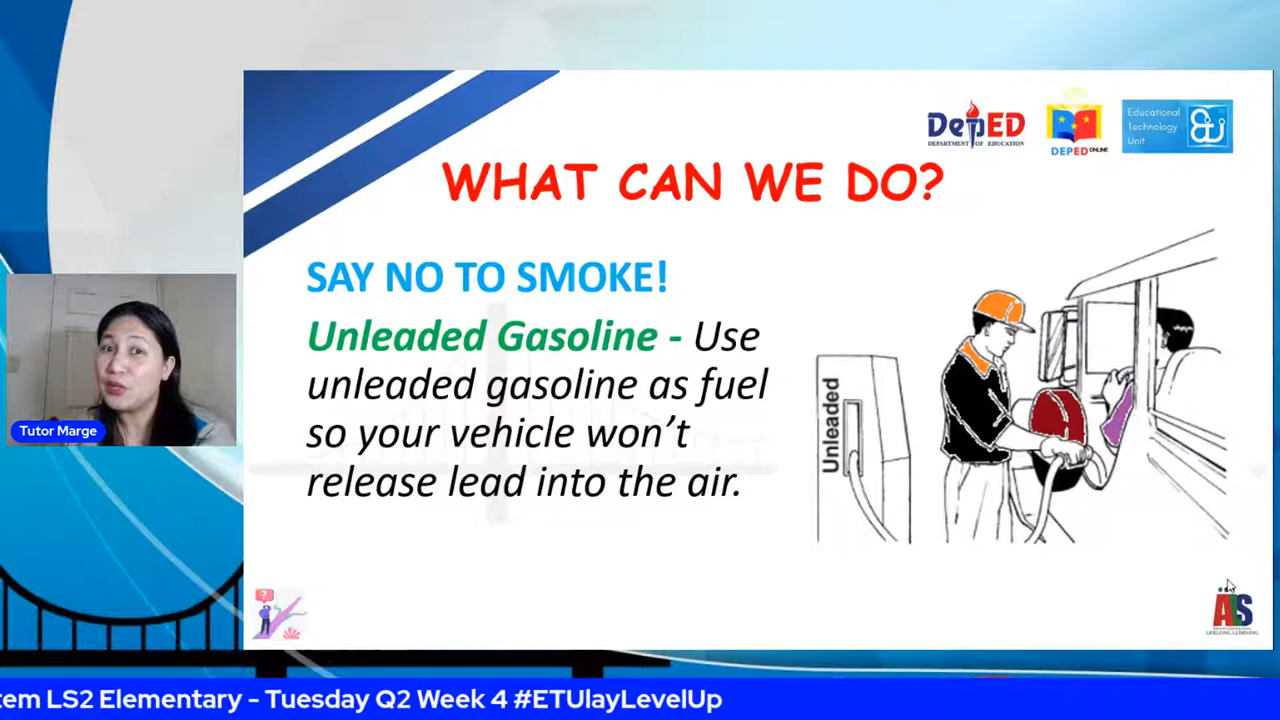 DepED
DEPARTMENT OF EDUCATION
DEPED ONLINE
Educational
Technology
Unit
WHAT CAN WE DO?
SAY NO TO SMOKE!
Unleaded Gasoline - Use
unleaded gasoline as fuel
so your vehicle won't
release lead into the air.
Unleaded
Tutor Marge
?
ALS
LIFELONG LEARNING
tem LS2 Elementary - Tuesday Q2 Week 4 #ETUlayLevelUp